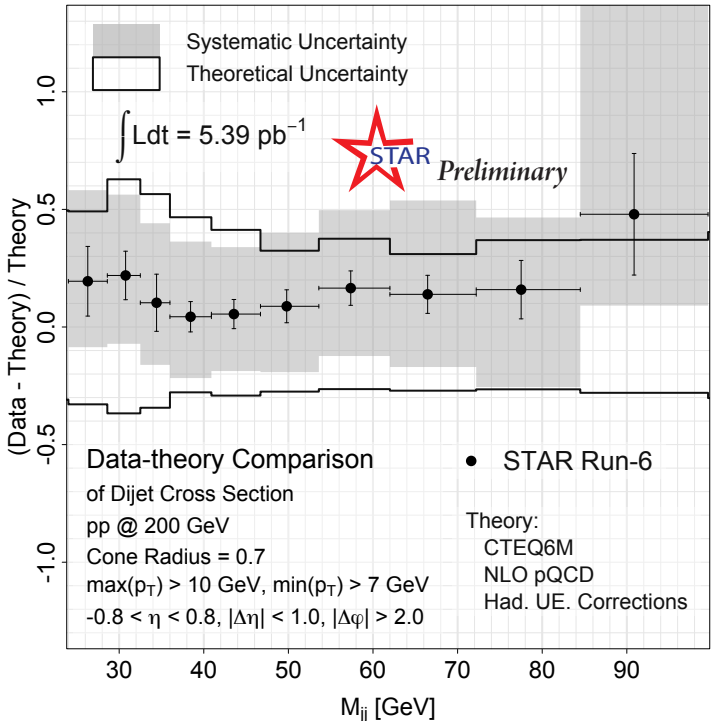 Systematic Uncertainty
Theoretical Uncertainty
∫Ldt = 5.39 pb⁻¹
STAR Preliminary
(Data - Theory) / Theory
1.0
0.5
0.0
-0.5
-1.0
Data-theory Comparison
of Dijet Cross Section
pp @ 200 GeV
Cone Radius = 0.7
max(p_T) > 10 GeV, min(p_T) > 7 GeV
-0.8 < η < 0.8, |Δη| < 1.0, |Δφ| > 2.0
STAR Run-6
Theory:
CTEQ6M
NLO pQCD
Had. UE. Corrections
30 40 50 60 70 80 90
M_jj [GeV]